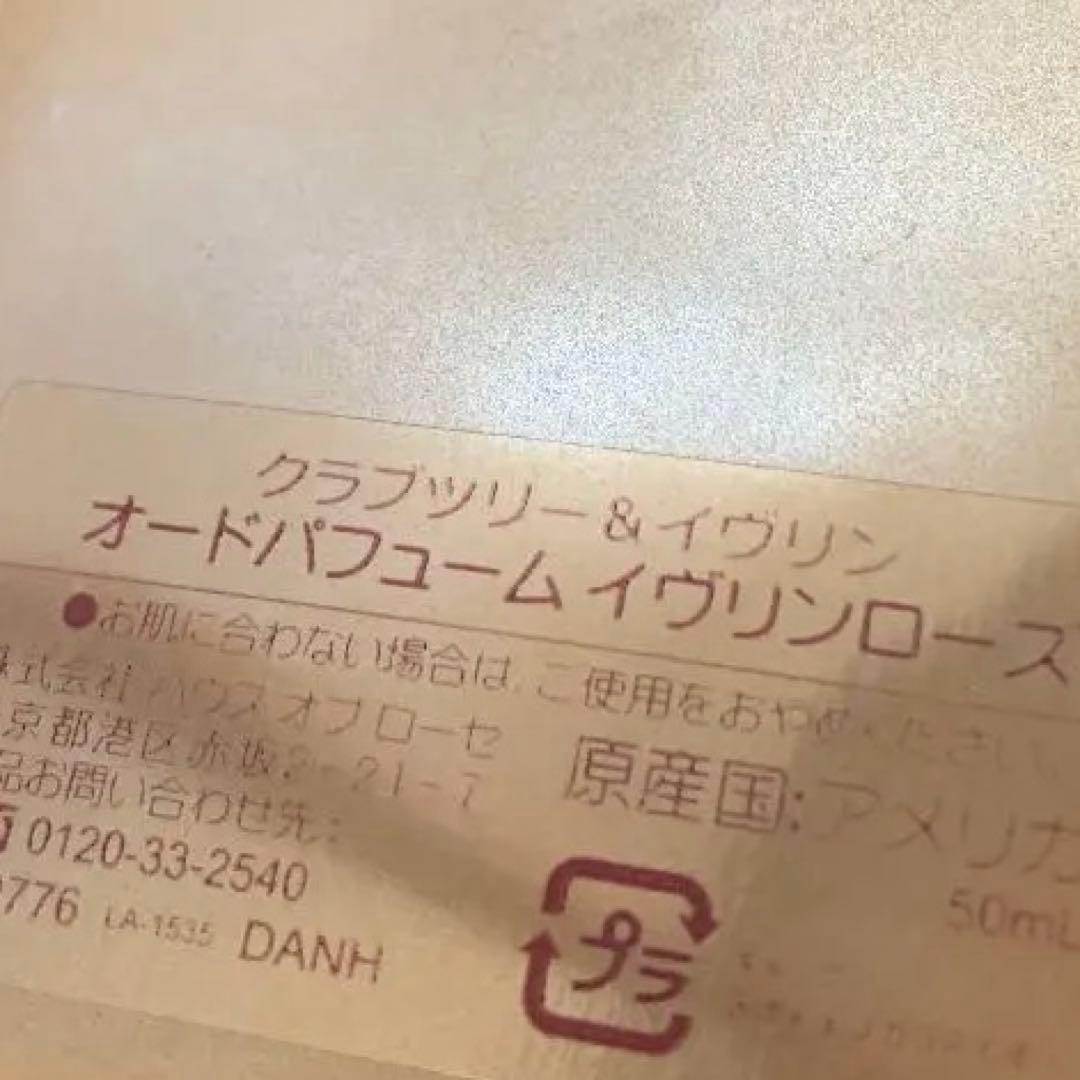 クラブツリー&イヴリン
オードパフューム イヴリンローズ
●お肌に合わない場合は、ご使用をおやめください。
株式会社 ハウス オブ ローゼ
京都港区赤坂2-21-7
品お問い合わせ先:
0120-33-2540
0776 LA-1535 DANH
原産国:アメリカ
50mL
プラ